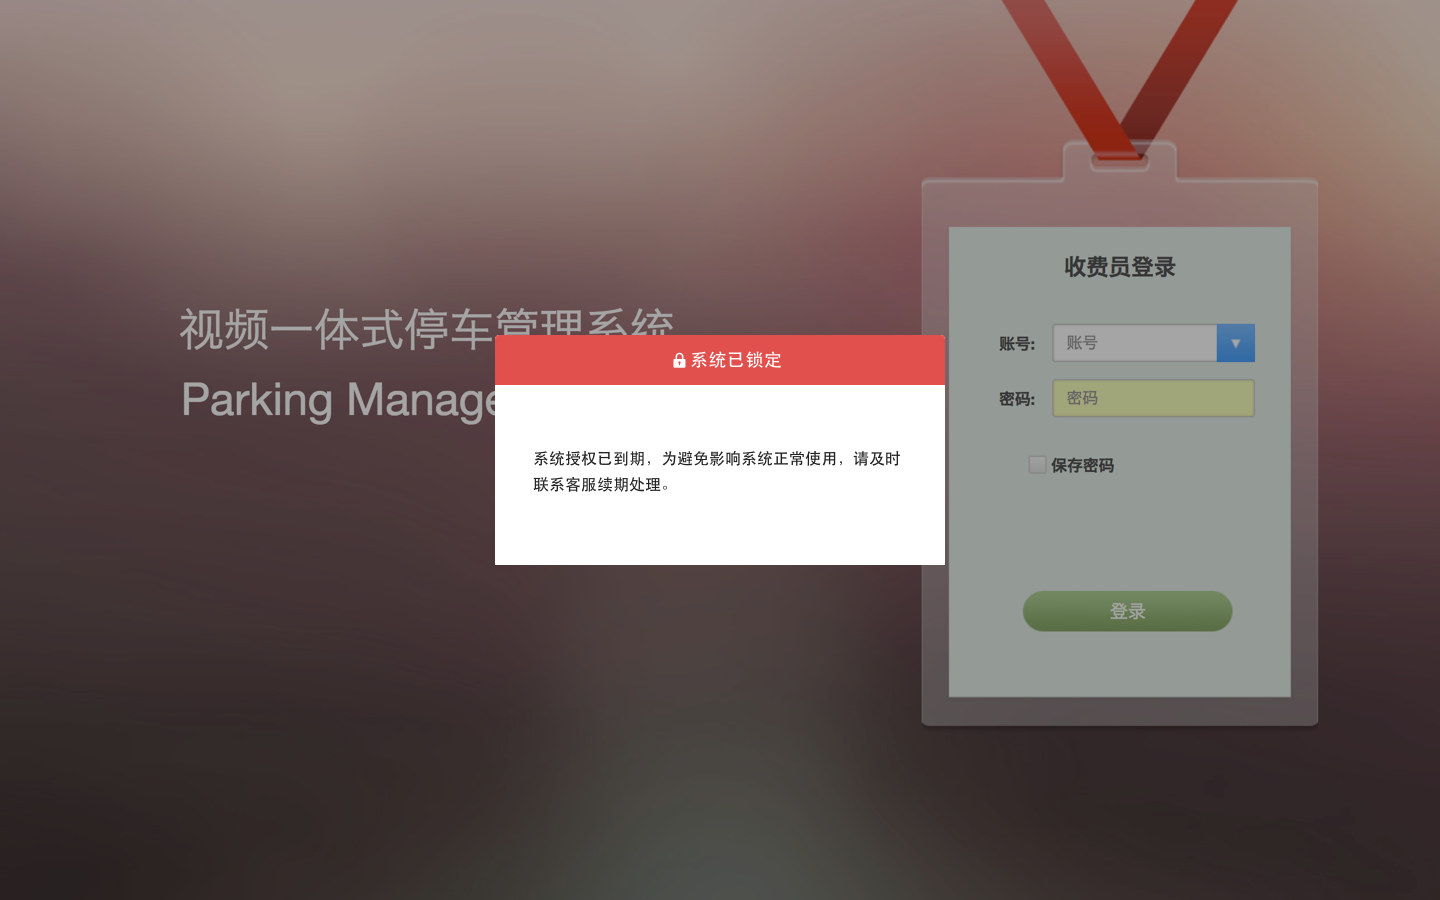 视频一体式停车管理系统
Parking Manage
系统已锁定
系统授权已到期，为避免影响系统正常使用，请及时
联系客服续期处理。
收费员登录
账号: 账号
密码: 密码
保存密码
登录